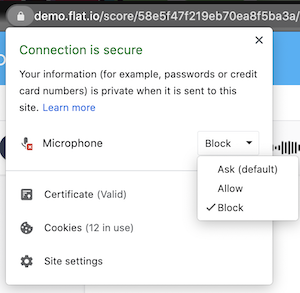 demo.flat.io/score/58e5f47f219eb70ea8f5ba3a/
Connection is secure
Your information (for example, passwords or credit
card numbers) is private when it is sent to this
site. Learn more
Microphone
Block
Ask (default)
Allow
Block
Certificate (Valid)
Cookies (12 in use)
Site settings